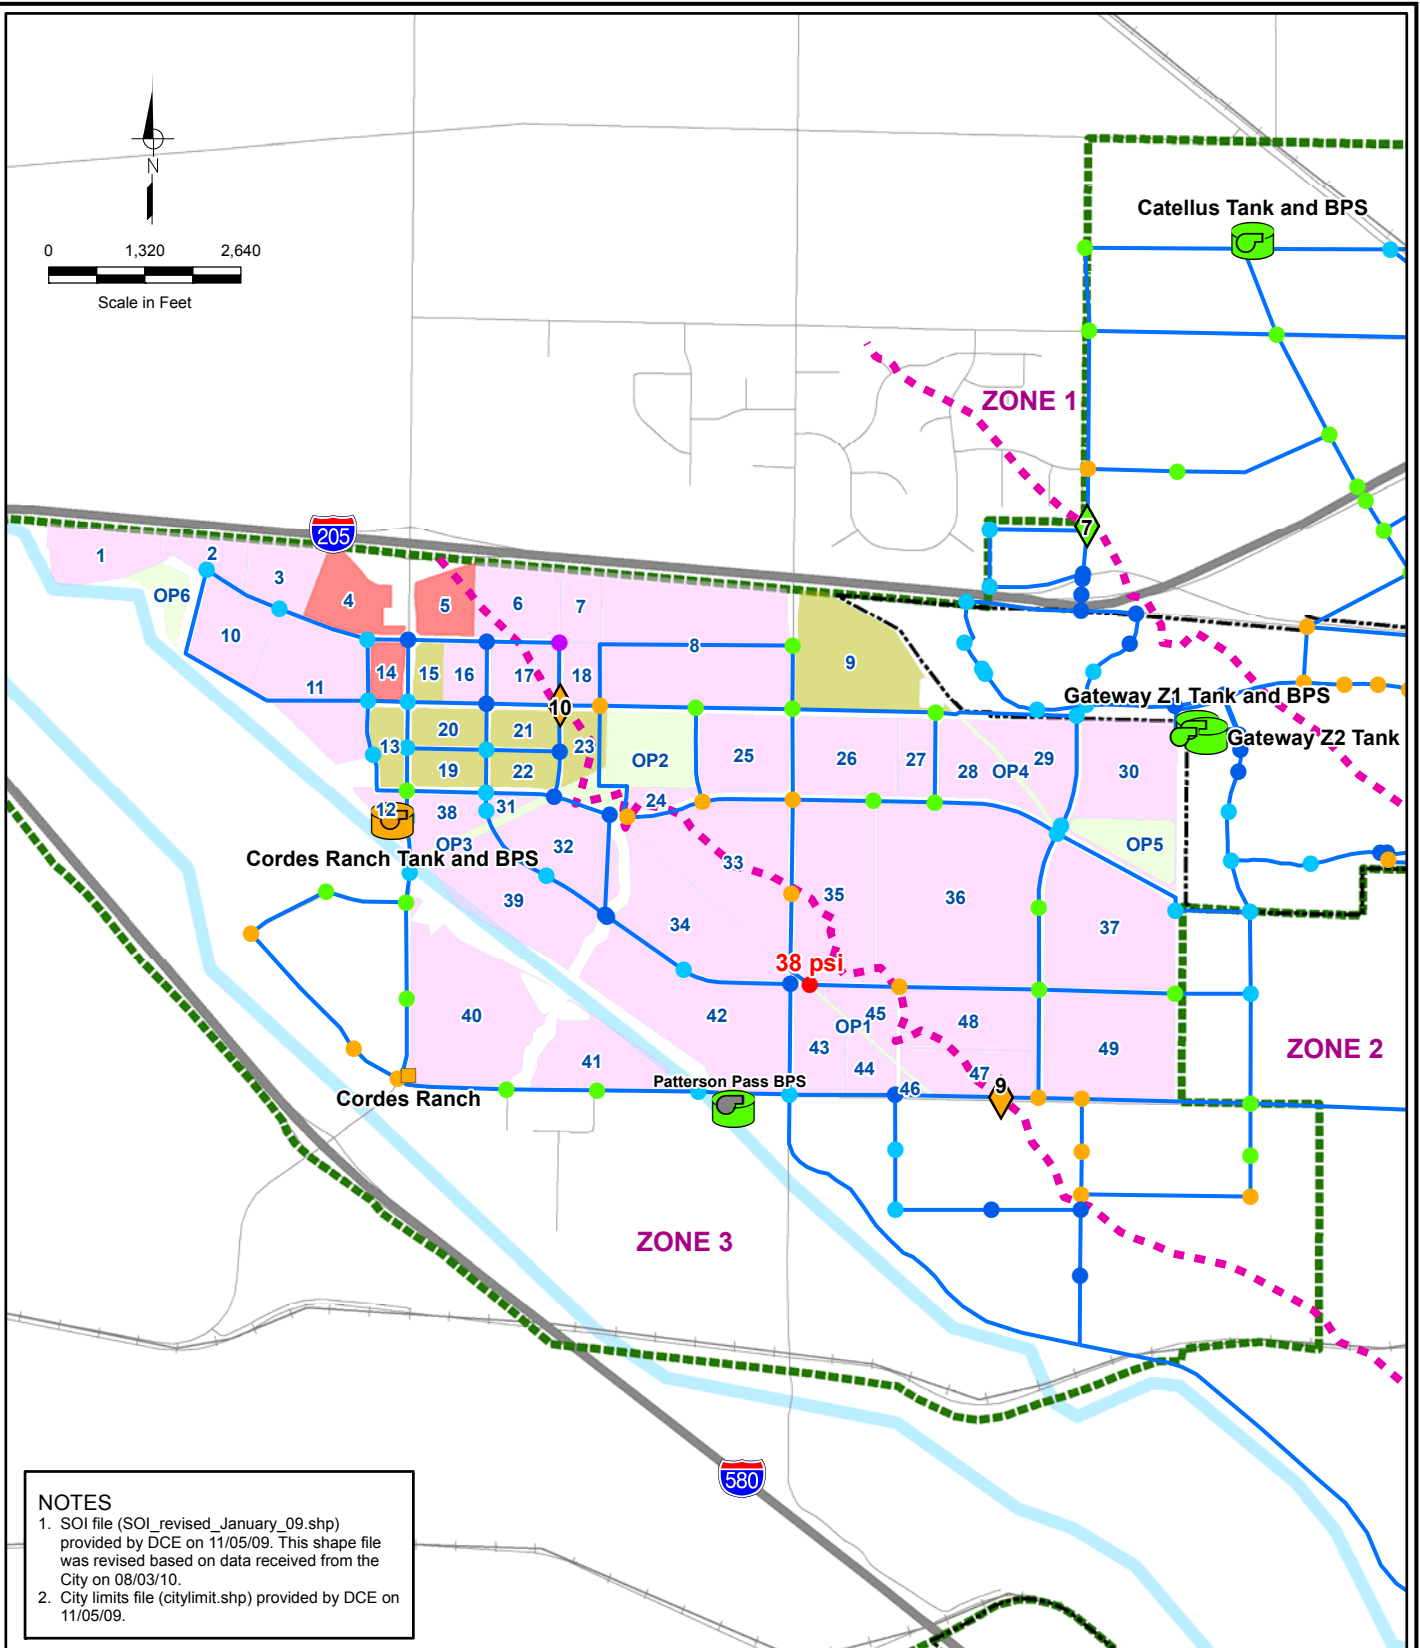 N
0 1,320 2,640
Scale in Feet
Catellus Tank and BPS
ZONE 1
7
205
1
2
3
4
5
6
7
8
9
OP6
10
11
14
15
16
17
18
10
13
20
21
23
19
22
OP2
24
25
26
27
28
OP4
29
30
Gateway Z1 Tank and BPS
Gateway Z2 Tank
12
38
31
OP3
32
Cordes Ranch Tank and BPS
39
33
34
35
36
OP5
37
38 psi
40
41
42
43
OP1
45
44
46
48
47
9
49
ZONE 2
Patterson Pass BPS
Cordes Ranch
ZONE 3
580
NOTES
1. SOI file (SOI_revised_January_09.shp)
provided by DCE on 11/05/09. This shape file
was revised based on data received from the
City on 08/03/10.
2. City limits file (citylimit.shp) provided by DCE on
11/05/09.